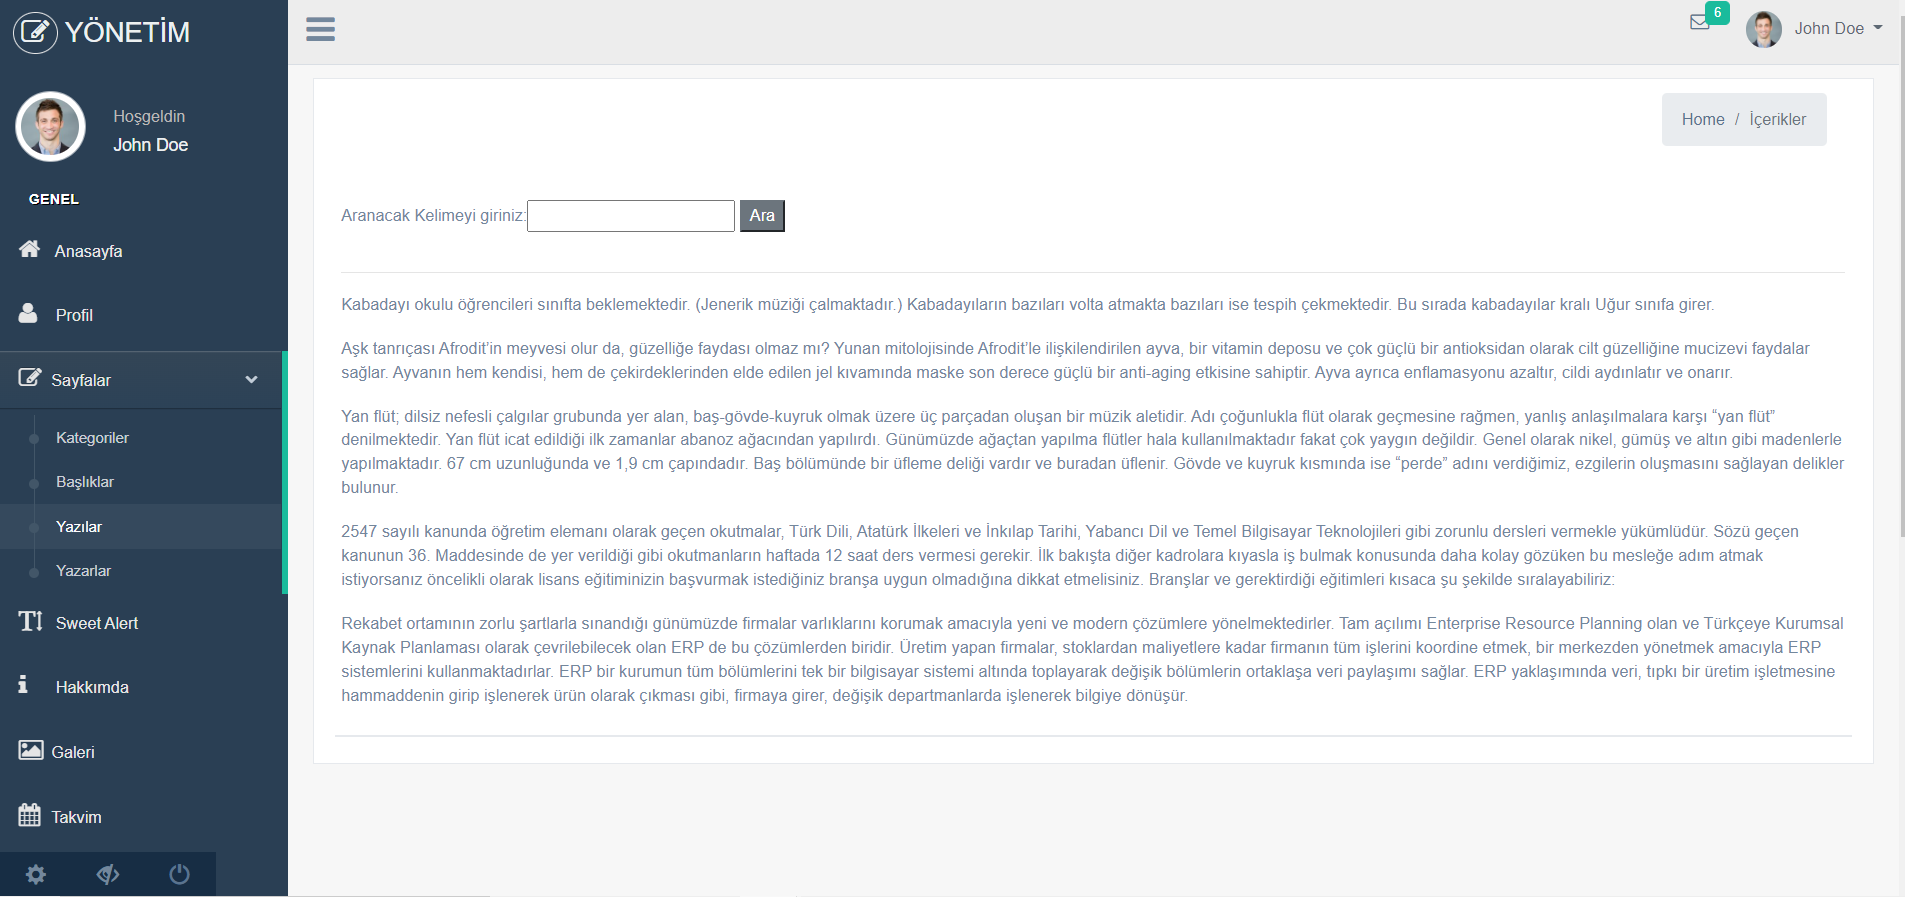 YÖNETİM
Hoşgeldin
John Doe
GENEL
Anasayfa
Profil
Sayfalar
Kategoriler
Başlıklar
Yazılar
Yazarlar
Sweet Alert
Hakkımda
Galeri
Takvim
6
John Doe
Home / İçerikler
Aranacak Kelimeyi giriniz: Ara
Kabadayı okulu öğrencileri sınıfta beklemektedir. (Jenerik müziği çalmaktadır.) Kabadayıların bazıları volta atmakta bazıları ise tespih çekmektedir. Bu sırada kabadayılar kralı Uğur sınıfa girer.
Aşk tanrıçası Afrodit’in meyvesi olur da, güzelliğe faydası olmaz mı? Yunan mitolojisinde Afrodit’le ilişkilendirilen ayva, bir vitamin deposu ve çok güçlü bir antioksidan olarak cilt güzelliğine mucizevi faydalar
sağlar. Ayvanın hem kendisi, hem de çekirdeklerinden elde edilen jel kıvamında maske son derece güçlü bir anti-aging etkisine sahiptir. Ayva ayrıca enflamasyonu azaltır, cildi aydınlatır ve onarır.
Yan flüt; dilsiz nefesli çalgılar grubunda yer alan, baş-gövde-kuyruk olmak üzere üç parçadan oluşan bir müzik aletidir. Adı çoğunlukla flüt olarak geçmesine rağmen, yanlış anlaşılmalara karşı “yan flüt”
denilmektedir. Yan flüt icat edildiği ilk zamanlar abanoz ağacından yapılırdı. Günümüzde ağaçtan yapılma flütler hala kullanılmaktadır fakat çok yaygın değildir. Genel olarak nikel, gümüş ve altın gibi madenlerle
yapılmaktadır. 67 cm uzunluğunda ve 1,9 cm çapındadır. Baş bölümünde bir üfleme deliği vardır ve buradan üflenir. Gövde ve kuyruk kısmında ise “perde” adını verdiğimiz, ezgilerin oluşmasını sağlayan delikler
bulunur.
2547 sayılı kanunda öğretim elemanı olarak geçen okutmalar, Türk Dili, Atatürk İlkeleri ve İnkılap Tarihi, Yabancı Dil ve Temel Bilgisayar Teknolojileri gibi zorunlu dersleri vermekle yükümlüdür. Sözü geçen
kanunun 36. Maddesinde de yer verildiği gibi okutmanların haftada 12 saat ders vermesi gerekir. İlk bakışta diğer kadrolara kıyasla iş bulmak konusunda daha kolay gözüken bu mesleğe adım atmak
istiyorsanız öncelikli olarak lisans eğitiminizin başvurmak istediğiniz branşa uygun olmadığına dikkat etmelisiniz. Branşlar ve gerektirdiği eğitimleri kısaca şu şekilde sıralayabiliriz:
Rekabet ortamının zorlu şartlarla sınandığı günümüzde firmalar varlıklarını korumak amacıyla yeni ve modern çözümlere yönelmektedirler. Tam açılımı Enterprise Resource Planning olan ve Türkçeye Kurumsal
Kaynak Planlaması olarak çevrilebilecek olan ERP de bu çözümlerden biridir. Üretim yapan firmalar, stoklardan maliyetlere kadar firmanın tüm işlerini koordine etmek, bir merkezden yönetmek amacıyla ERP
sistemlerini kullanmaktadırlar. ERP bir kurumun tüm bölümlerini tek bir bilgisayar sistemi altında toplayarak değişik bölümlerin ortaklaşa veri paylaşımı sağlar. ERP yaklaşımında veri, tıpkı bir üretim işletmesine
hammaddenin girip işlenerek ürün olarak çıkması gibi, firmaya girer, değişik departmanlarda işlenerek bilgiye dönüşür.